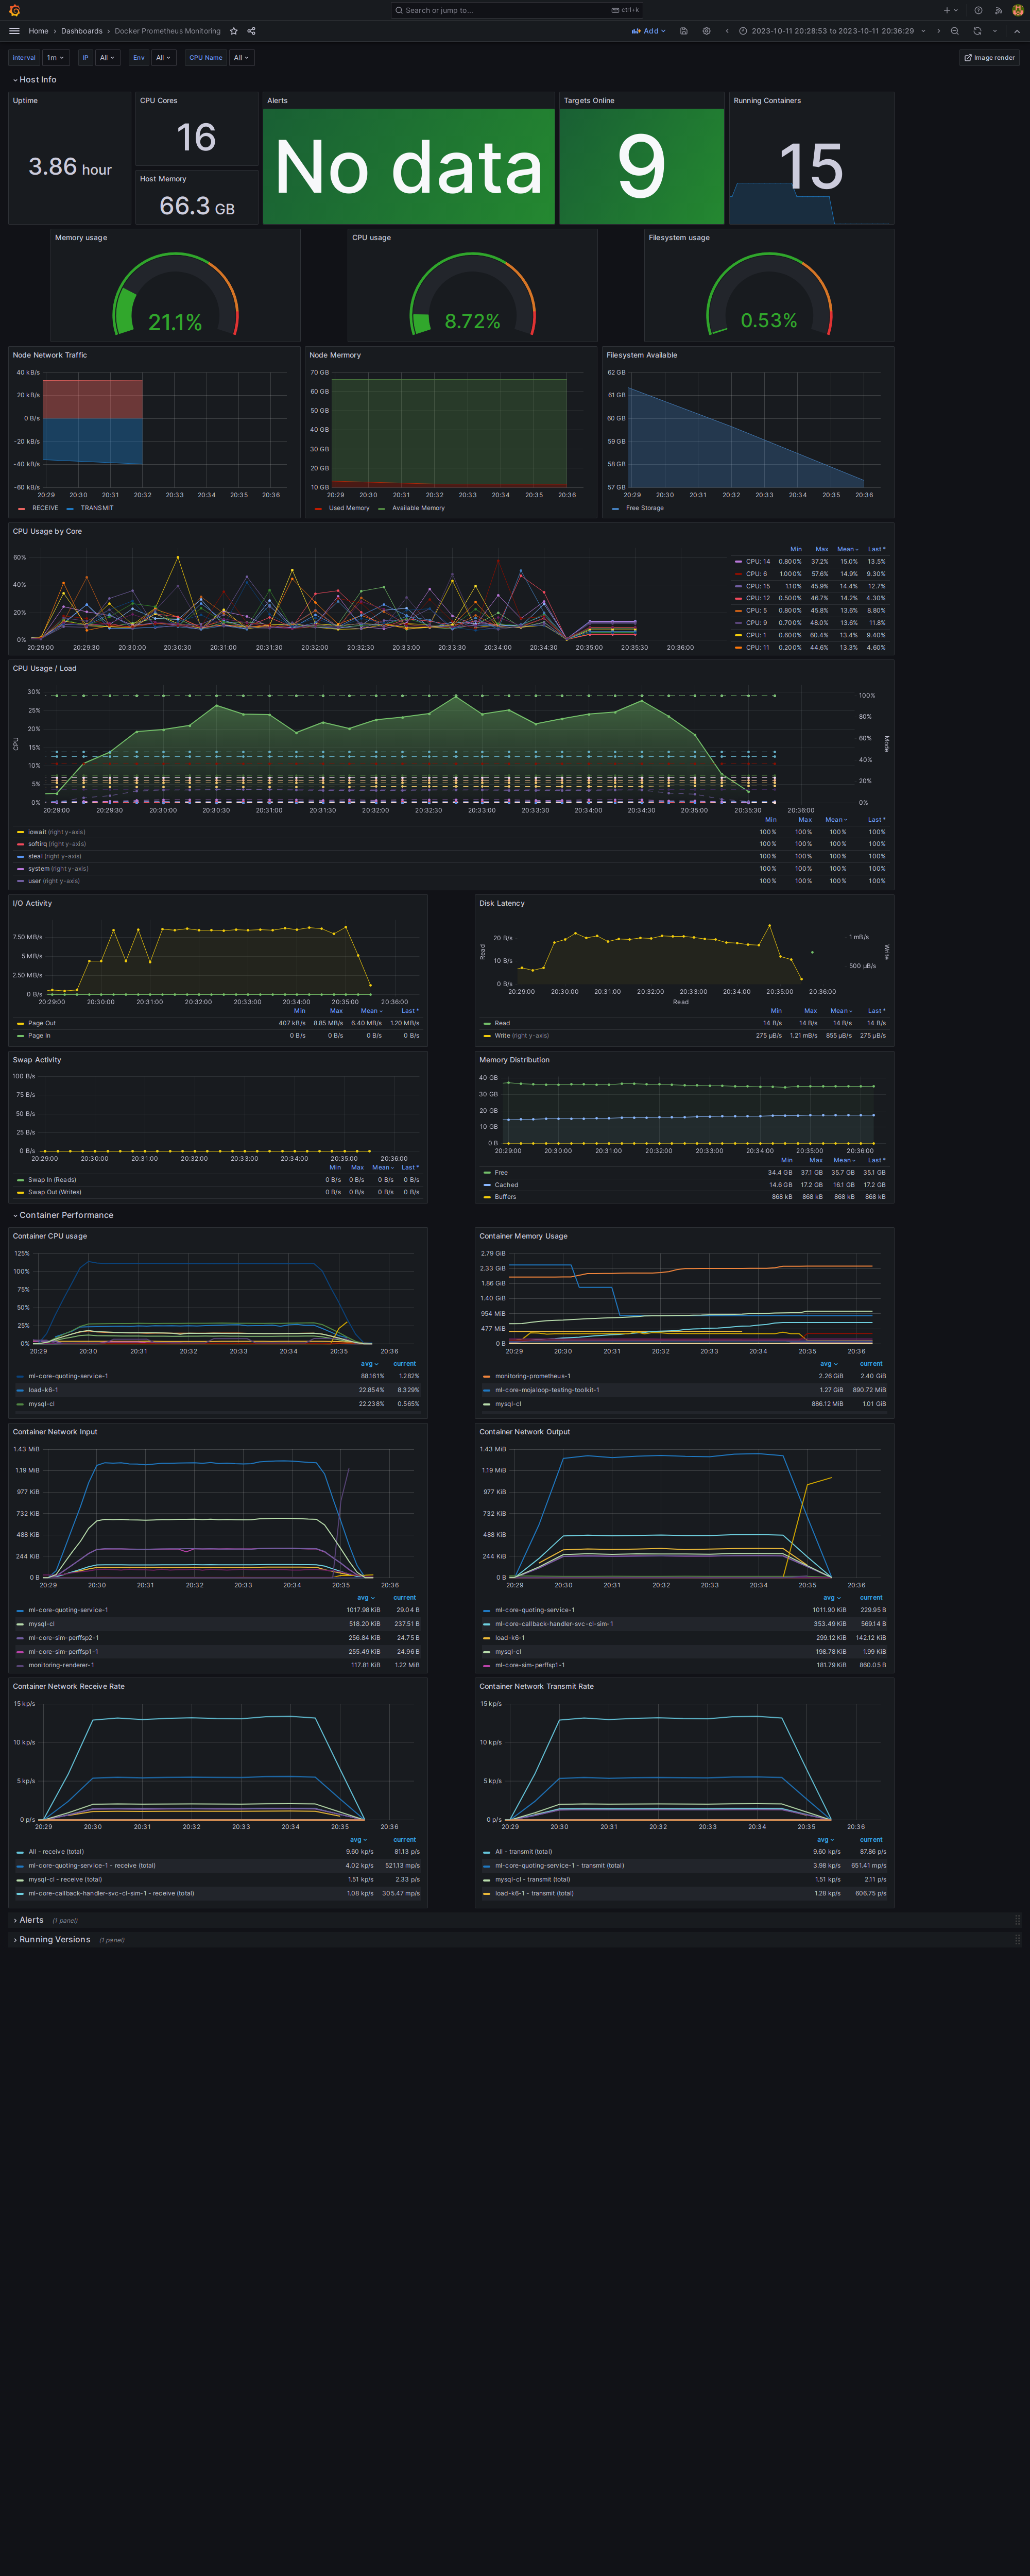 Search or jump to... ctrl+k
Home › Dashboards › Docker Prometheus Monitoring
Add 2023-10-11 20:28:53 to 2023-10-11 20:36:29
Interval 1m IP All Env All CPU Name All Image render
Host Info
Uptime
3.86 hour
CPU Cores
16
Host Memory
66.3 GB
Alerts
No data
Targets Online
9
Running Containers
15
Memory usage
21.1%
CPU usage
8.72%
Filesystem usage
0.53%
Node Network Traffic
40 kB/s
20 kB/s
0 B/s
-20 kB/s
-40 kB/s
-60 kB/s
20:29 20:30 20:31 20:32 20:33 20:34 20:35 20:36
RECEIVE TRANSMIT
Node Mermory
70 GB
60 GB
50 GB
40 GB
30 GB
20 GB
10 GB
20:29 20:30 20:31 20:32 20:33 20:34 20:35 20:36
Used Memory Available Memory
Filesystem Available
62 GB
61 GB
60 GB
59 GB
58 GB
57 GB
20:29 20:30 20:31 20:32 20:33 20:34 20:35 20:36
Free Storage
CPU Usage by Core
60%
40%
20%
0%
20:29:00 20:29:30 20:30:00 20:30:30 20:31:00 20:31:30 20:32:00 20:32:30 20:33:00 20:33:30 20:34:00 20:34:30 20:35:00 20:35:30 20:36:00
Min Max Mean Last *
CPU: 14 0.800% 37.2% 15.0% 13.5%
CPU: 6 1.000% 57.6% 14.9% 9.30%
CPU: 15 1.10% 45.9% 14.4% 12.7%
CPU: 12 0.500% 46.7% 14.2% 4.30%
CPU: 5 0.800% 45.8% 13.6% 8.80%
CPU: 9 0.700% 48.0% 13.6% 11.8%
CPU: 1 0.600% 60.4% 13.4% 9.40%
CPU: 11 0.200% 44.6% 13.3% 4.60%
CPU Usage / Load
CPU
30%
25%
20%
15%
10%
5%
0%
100%
80%
60%
40%
20%
0%
Mode
20:29:00 20:29:30 20:30:00 20:30:30 20:31:00 20:31:30 20:32:00 20:32:30 20:33:00 20:33:30 20:34:00 20:34:30 20:35:00 20:35:30 20:36:00
Min Max Mean Last *
iowait (right y-axis) 100% 100% 100% 100%
softirq (right y-axis) 100% 100% 100% 100%
steal (right y-axis) 100% 100% 100% 100%
system (right y-axis) 100% 100% 100% 100%
user (right y-axis) 100% 100% 100% 100%
I/O Activity
7.50 MB/s
5 MB/s
2.50 MB/s
0 B/s
20:29:00 20:30:00 20:31:00 20:32:00 20:33:00 20:34:00 20:35:00 20:36:00
Min Max Mean Last *
Page Out 407 kB/s 8.85 MB/s 6.40 MB/s 1.20 MB/s
Page In 0 B/s 0 B/s 0 B/s 0 B/s
Disk Latency
Read
20 B/s
10 B/s
0 B/s
1 mB/s
500 µB/s
Write
20:29:00 20:30:00 20:31:00 20:32:00 20:33:00 20:34:00 20:35:00 20:36:00
Read
Min Max Mean Last *
Read 14 B/s 14 B/s 14 B/s 14 B/s
Write (right y-axis) 275 µB/s 1.21 mB/s 855 µB/s 275 µB/s
Swap Activity
100 B/s
75 B/s
50 B/s
25 B/s
0 B/s
20:29:00 20:30:00 20:31:00 20:32:00 20:33:00 20:34:00 20:35:00 20:36:00
Min Max Mean Last *
Swap In (Reads) 0 B/s 0 B/s 0 B/s 0 B/s
Swap Out (Writes) 0 B/s 0 B/s 0 B/s 0 B/s
Memory Distribution
40 GB
30 GB
20 GB
10 GB
0 B
20:29:00 20:30:00 20:31:00 20:32:00 20:33:00 20:34:00 20:35:00 20:36:00
Min Max Mean Last *
Free 34.4 GB 37.1 GB 35.7 GB 35.1 GB
Cached 14.6 GB 17.2 GB 16.1 GB 17.2 GB
Buffers 868 kB 868 kB 868 kB 868 kB
Container Performance
Container CPU usage
125%
100%
75%
50%
25%
0%
20:29 20:30 20:31 20:32 20:33 20:34 20:35 20:36
avg current
ml-core-quoting-service-1 88.161% 1.282%
load-k6-1 22.854% 8.329%
mysql-cl 22.238% 0.565%
Container Memory Usage
2.79 GiB
2.33 GiB
1.86 GiB
1.40 GiB
954 MiB
477 MiB
0 B
20:29 20:30 20:31 20:32 20:33 20:34 20:35 20:36
avg current
monitoring-prometheus-1 2.26 GiB 2.40 GiB
ml-core-mojaloop-testing-toolkit-1 1.27 GiB 890.72 MiB
mysql-cl 886.12 MiB 1.01 GiB
Container Network Input
1.43 MiB
1.19 MiB
977 KiB
732 KiB
488 KiB
244 KiB
0 B
20:29 20:30 20:31 20:32 20:33 20:34 20:35 20:36
avg current
ml-core-quoting-service-1 1017.98 KiB 29.04 B
mysql-cl 518.20 KiB 237.51 B
ml-core-sim-perffsp2-1 256.84 KiB 24.75 B
ml-core-sim-perffsp1-1 255.49 KiB 24.96 B
monitoring-renderer-1 117.81 KiB 1.22 MiB
Container Network Output
1.43 MiB
1.19 MiB
977 KiB
732 KiB
488 KiB
244 KiB
0 B
20:29 20:30 20:31 20:32 20:33 20:34 20:35 20:36
avg current
ml-core-quoting-service-1 1011.90 KiB 229.95 B
ml-core-callback-handler-svc-cl-sim-1 353.49 KiB 569.14 B
load-k6-1 299.12 KiB 142.12 KiB
mysql-cl 198.78 KiB 1.99 KiB
ml-core-sim-perffsp1-1 181.79 KiB 860.05 B
Container Network Receive Rate
15 kp/s
10 kp/s
5 kp/s
0 p/s
20:29 20:30 20:31 20:32 20:33 20:34 20:35 20:36
avg current
All - receive (total) 9.60 kp/s 81.13 p/s
ml-core-quoting-service-1 - receive (total) 4.02 kp/s 521.13 mp/s
mysql-cl - receive (total) 1.51 kp/s 2.33 p/s
ml-core-callback-handler-svc-cl-sim-1 - receive (total) 1.08 kp/s 305.47 mp/s
Container Network Transmit Rate
15 kp/s
10 kp/s
5 kp/s
0 p/s
20:29 20:30 20:31 20:32 20:33 20:34 20:35 20:36
avg current
All - transmit (total) 9.60 kp/s 87.86 p/s
ml-core-quoting-service-1 - transmit (total) 3.98 kp/s 651.41 mp/s
mysql-cl - transmit (total) 1.51 kp/s 2.11 p/s
load-k6-1 - transmit (total) 1.28 kp/s 606.75 p/s
Alerts (1 panel)
Running Versions (1 panel)